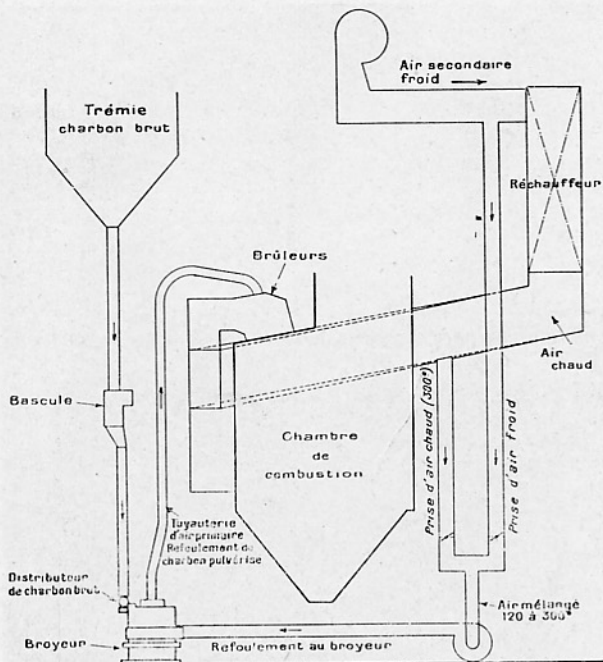 Air secondaire
froid
Trémie
charbon brut
Réchauffeur
Brûleurs
Air
chaud
Bascule
Chambre
de
combustion
Prise d'air chaud (300°)
Prise d'air froid
Tuyauterie
d'air primaire
Refoulement de
charbon pulvérisé
Distributeur
de charbon brut
Air mélangé
120 à 300°
Broyeur
Refoulement au broyeur